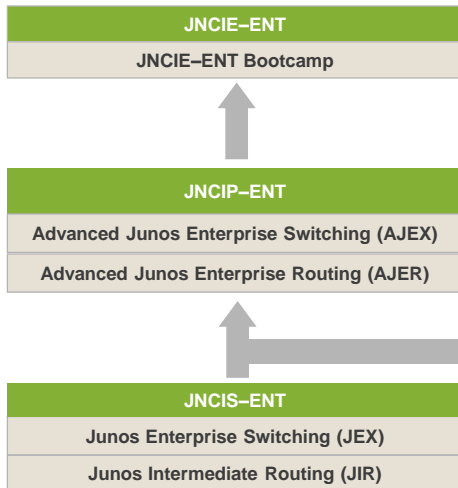 JNCIE–ENT
JNCIE–ENT Bootcamp
JNCIP–ENT
Advanced Junos Enterprise Switching (AJEX)
Advanced Junos Enterprise Routing (AJER)
JNCIS–ENT
Junos Enterprise Switching (JEX)
Junos Intermediate Routing (JIR)